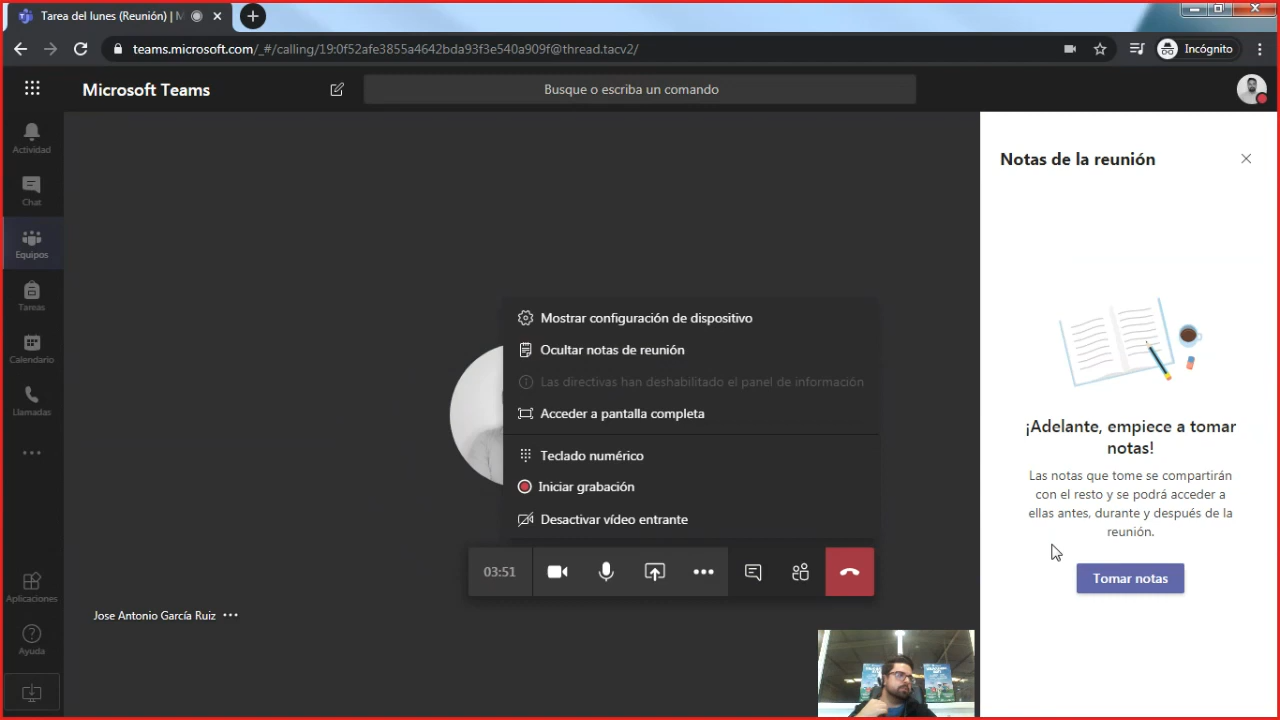 Tarea del lunes (Reunión) | M
teams.microsoft.com/_#/calling/19:0f52afe3855a4642bda93f3e540a909f@thread.tacv2/
Incógnito
Microsoft Teams
Busque o escriba un comando
Actividad
Chat
Equipos
Tareas
Calendario
Llamadas
Aplicaciones
Ayuda
Mostrar configuración de dispositivo
Ocultar notas de reunión
Las directivas han deshabilitado el panel de información
Acceder a pantalla completa
Teclado numérico
Iniciar grabación
Desactivar vídeo entrante
03:51
Jose Antonio García Ruiz
Notas de la reunión
¡Adelante, empiece a tomar
notas!
Las notas que tome se compartirán
con el resto y se podrá acceder a
ellas antes, durante y después de la
reunión.
Tomar notas